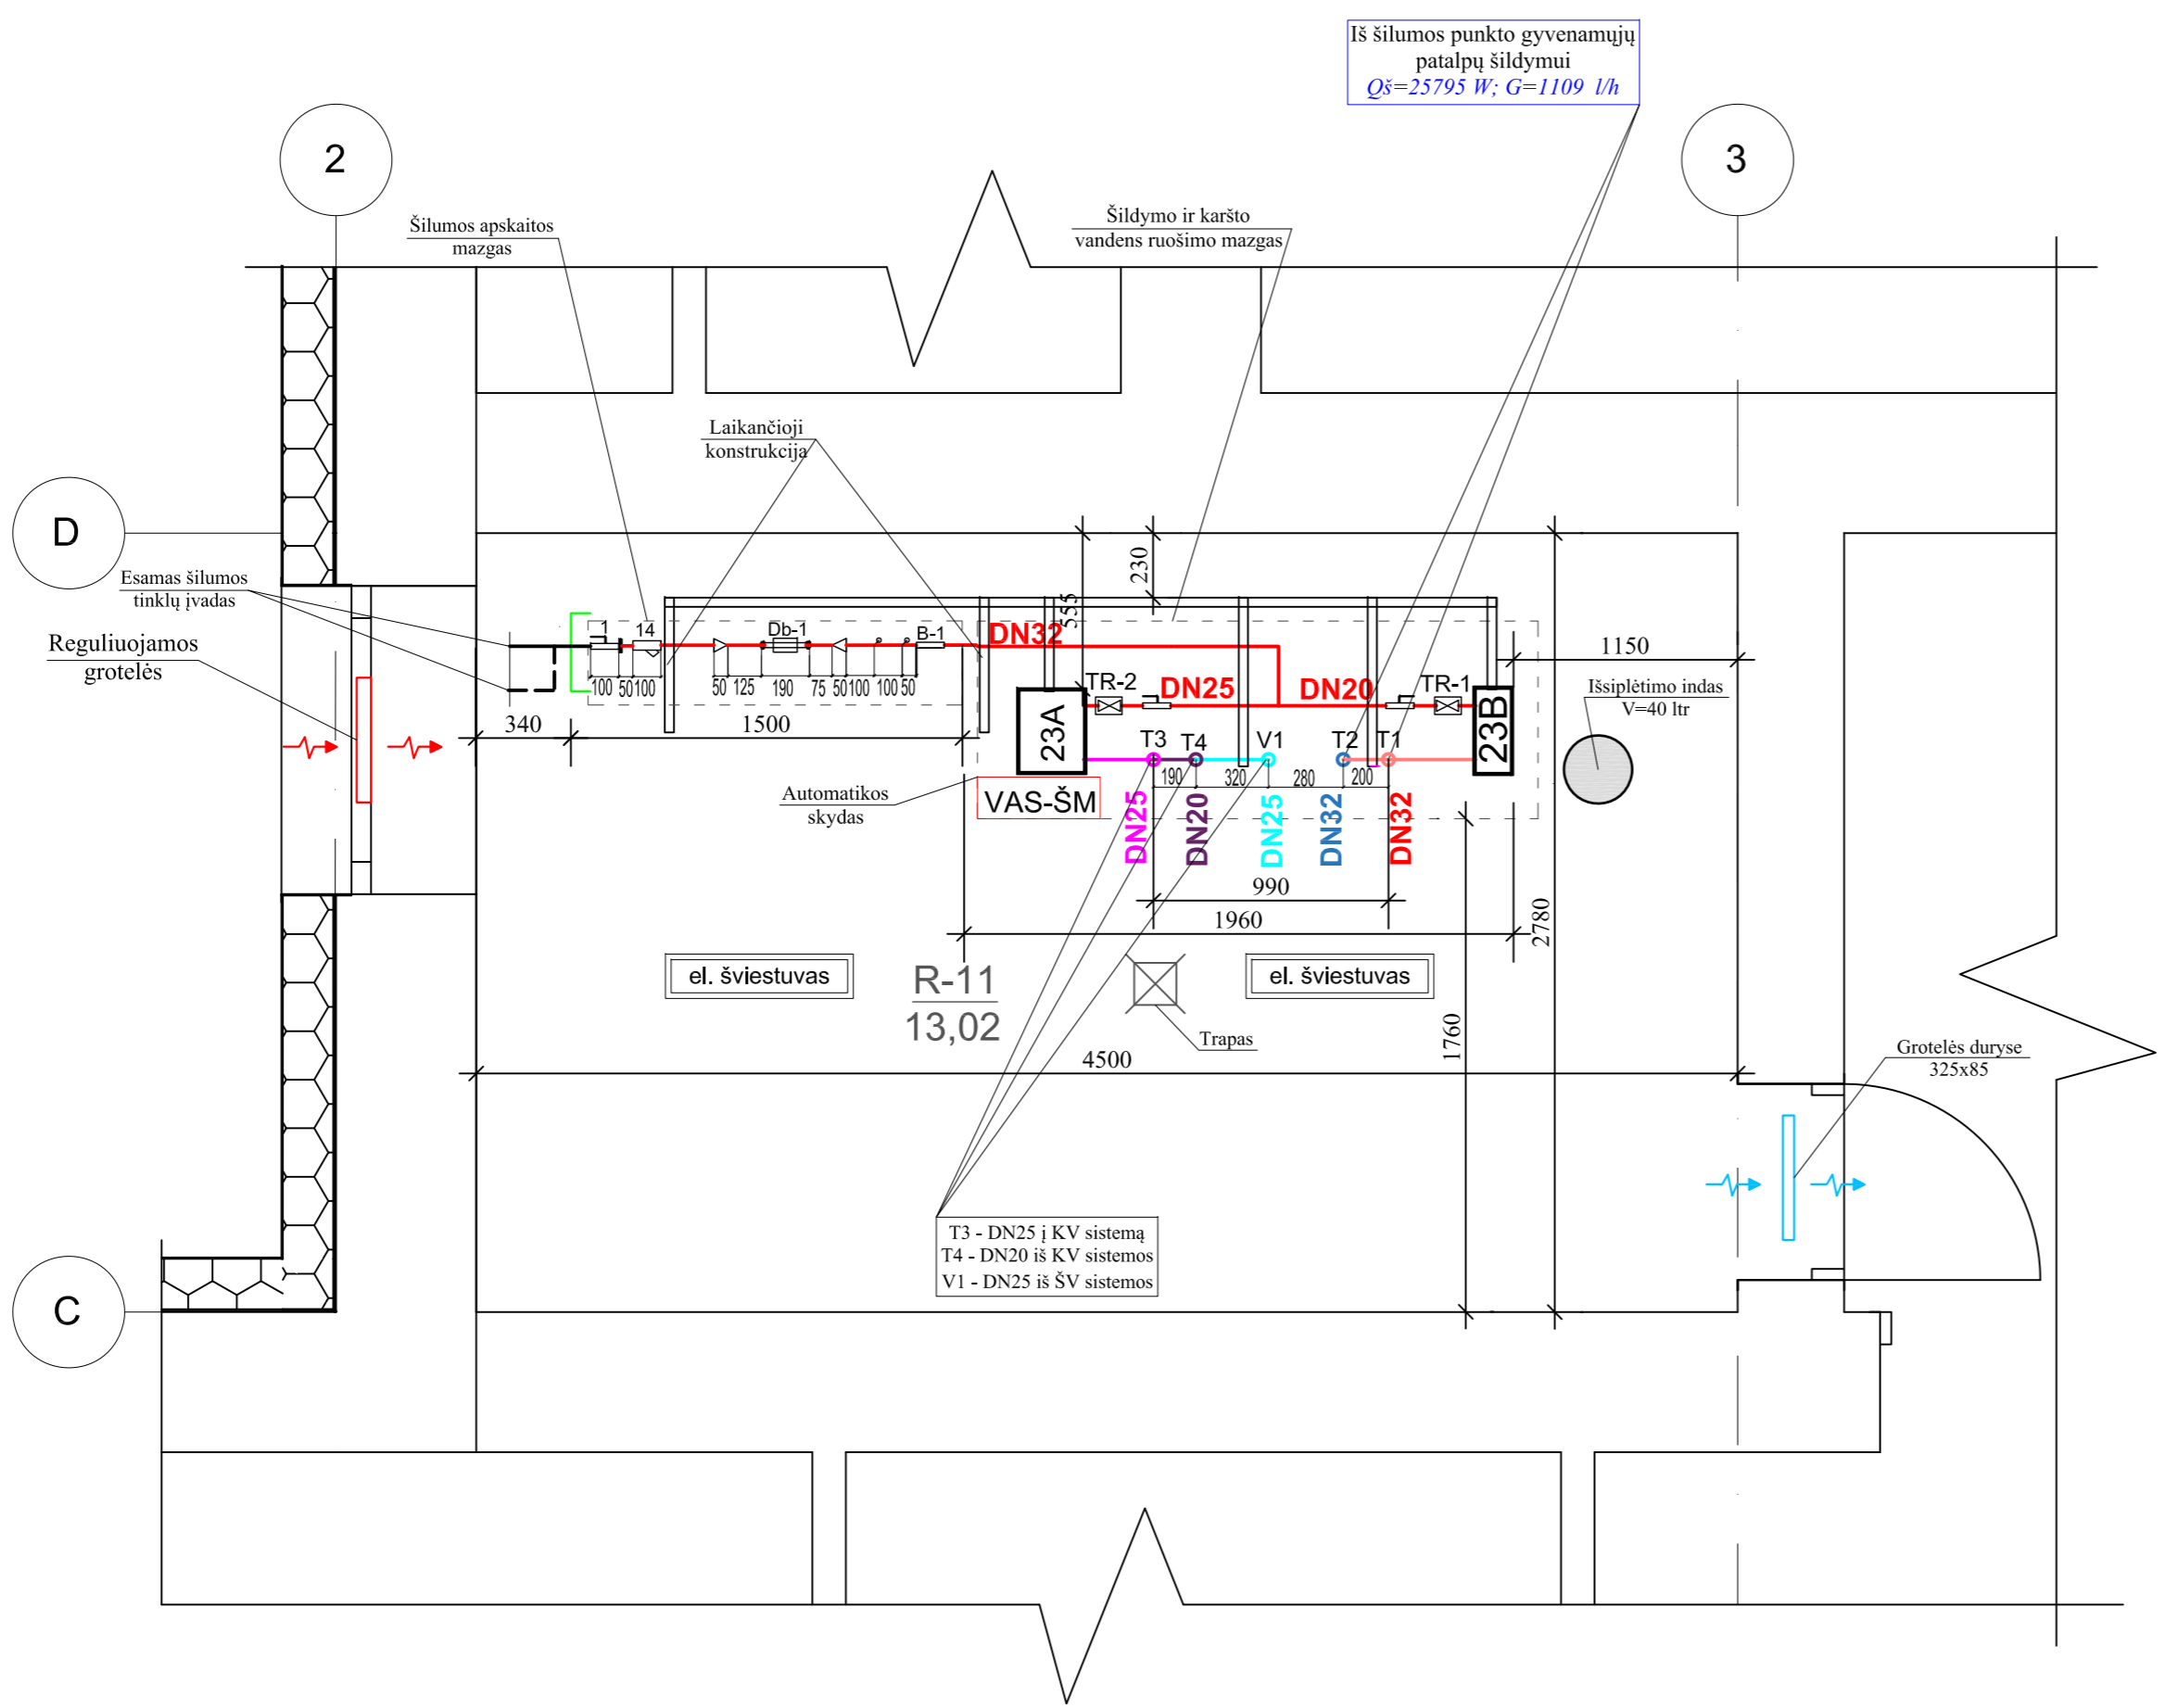 Iš šilumos punkto gyvenamųjų
patalpų šildymui
Qš=25795 W; G=1109 l/h
2
3
Šilumos apskaitos
mazgas
Šildymo ir karšto
vandens ruošimo mazgas
Laikančioji
konstrukcija
D
Esamas šilumos
tinklų įvadas
Reguliuojamos
grotelės
230
555
1
14
Db-1
B-1
DN32
100
50
100
50
125
190
75
50
100
100
50
340
1500
1150
TR-2
DN25
DN20
TR-1
Išsiplėtimo indas
V=40 ltr
23A
23B
T3
T4
V1
T2
T1
190
320
280
200
Automatikos
skydas
VAS-ŠM
DN25
DN20
DN25
DN32
DN32
990
1960
2780
el. šviestuvas
R-11
13,02
el. šviestuvas
Trapas
1760
4500
Grotelės duryse
325x85
T3 - DN25 į KV sistemą
T4 - DN20 iš KV sistemos
V1 - DN25 iš ŠV sistemos
C